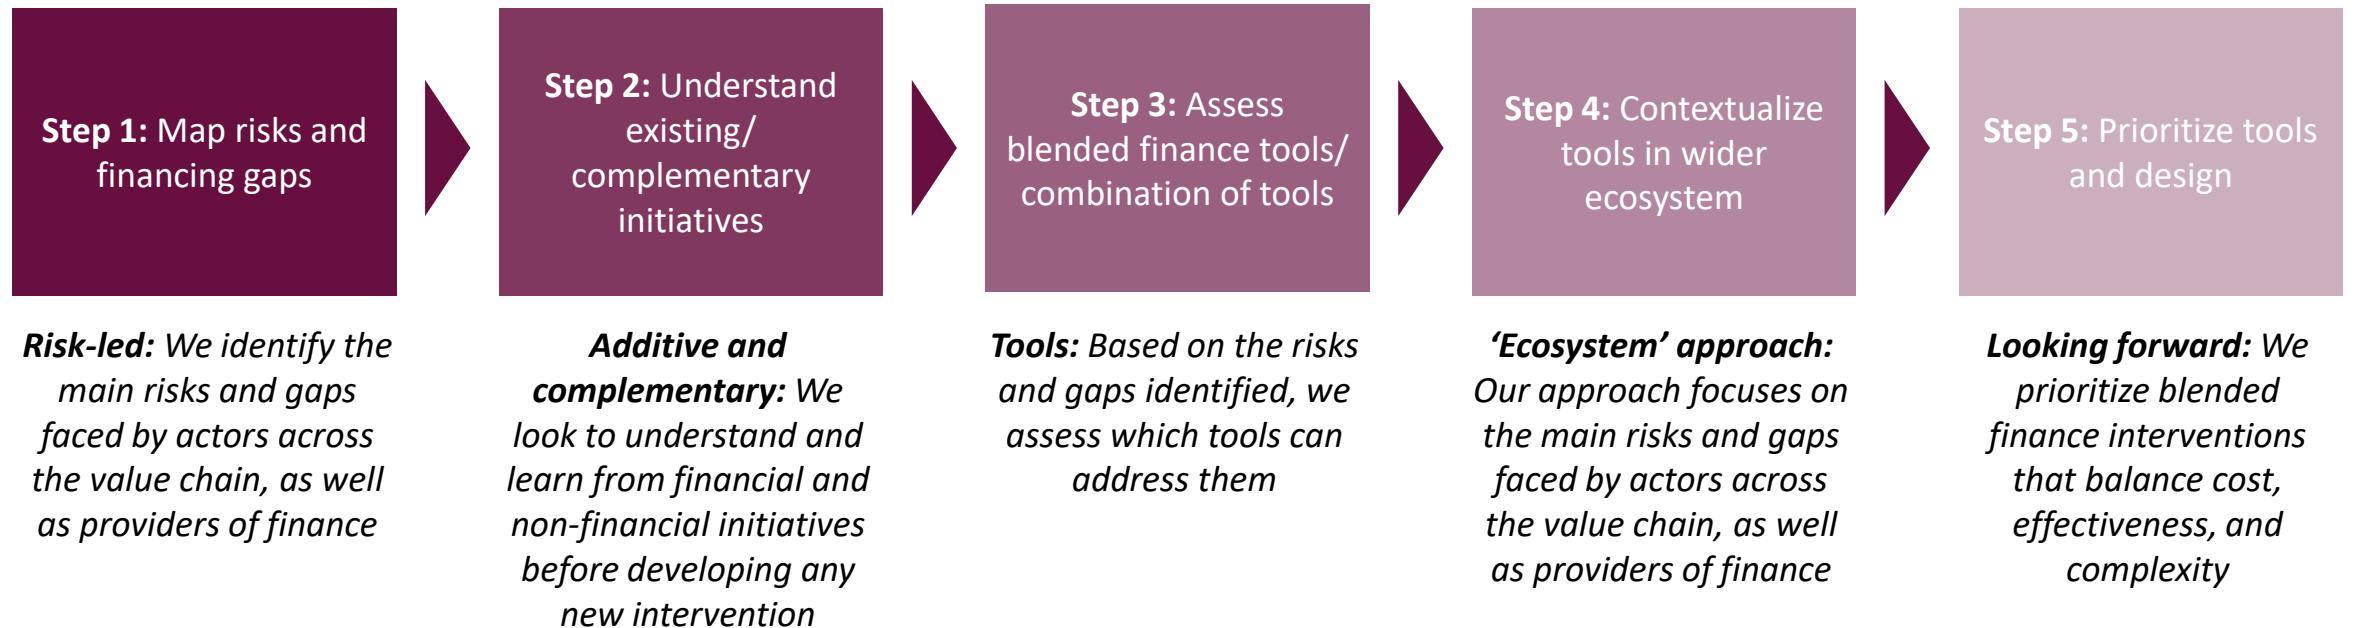 Step 1: Map risks and
financing gaps
Risk-led: We identify the
main risks and gaps
faced by actors across
the value chain, as well
as providers of finance
Step 2: Understand
existing/
complementary
initiatives
Additive and
complementary: We
look to understand and
learn from financial and
non-financial initiatives
before developing any
new intervention
Step 3: Assess
blended finance tools/
combination of tools
Tools: Based on the risks
and gaps identified, we
assess which tools can
address them
Step 4: Contextualize
tools in wider
ecosystem
‘Ecosystem’ approach:
Our approach focuses on
the main risks and gaps
faced by actors across
the value chain, as well
as providers of finance
Step 5: Prioritize tools
and design
Looking forward: We
prioritize blended
finance interventions
that balance cost,
effectiveness, and
complexity